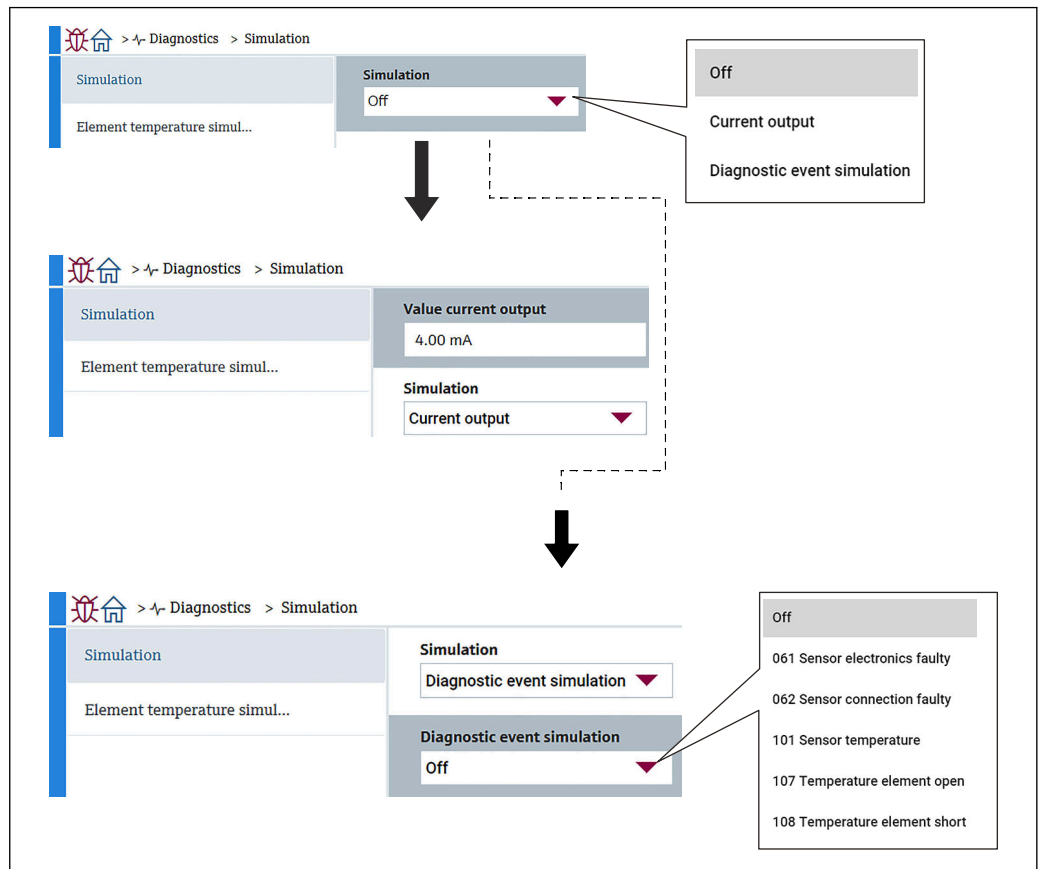 > Diagnostics > Simulation
Simulation
Element temperature simul...
Simulation
Off
Off
Current output
Diagnostic event simulation
> Diagnostics > Simulation
Simulation
Element temperature simul...
Value current output
4.00 mA
Simulation
Current output
> Diagnostics > Simulation
Simulation
Element temperature simul...
Simulation
Diagnostic event simulation
Diagnostic event simulation
Off
Off
061 Sensor electronics faulty
062 Sensor connection faulty
101 Sensor temperature
107 Temperature element open
108 Temperature element short